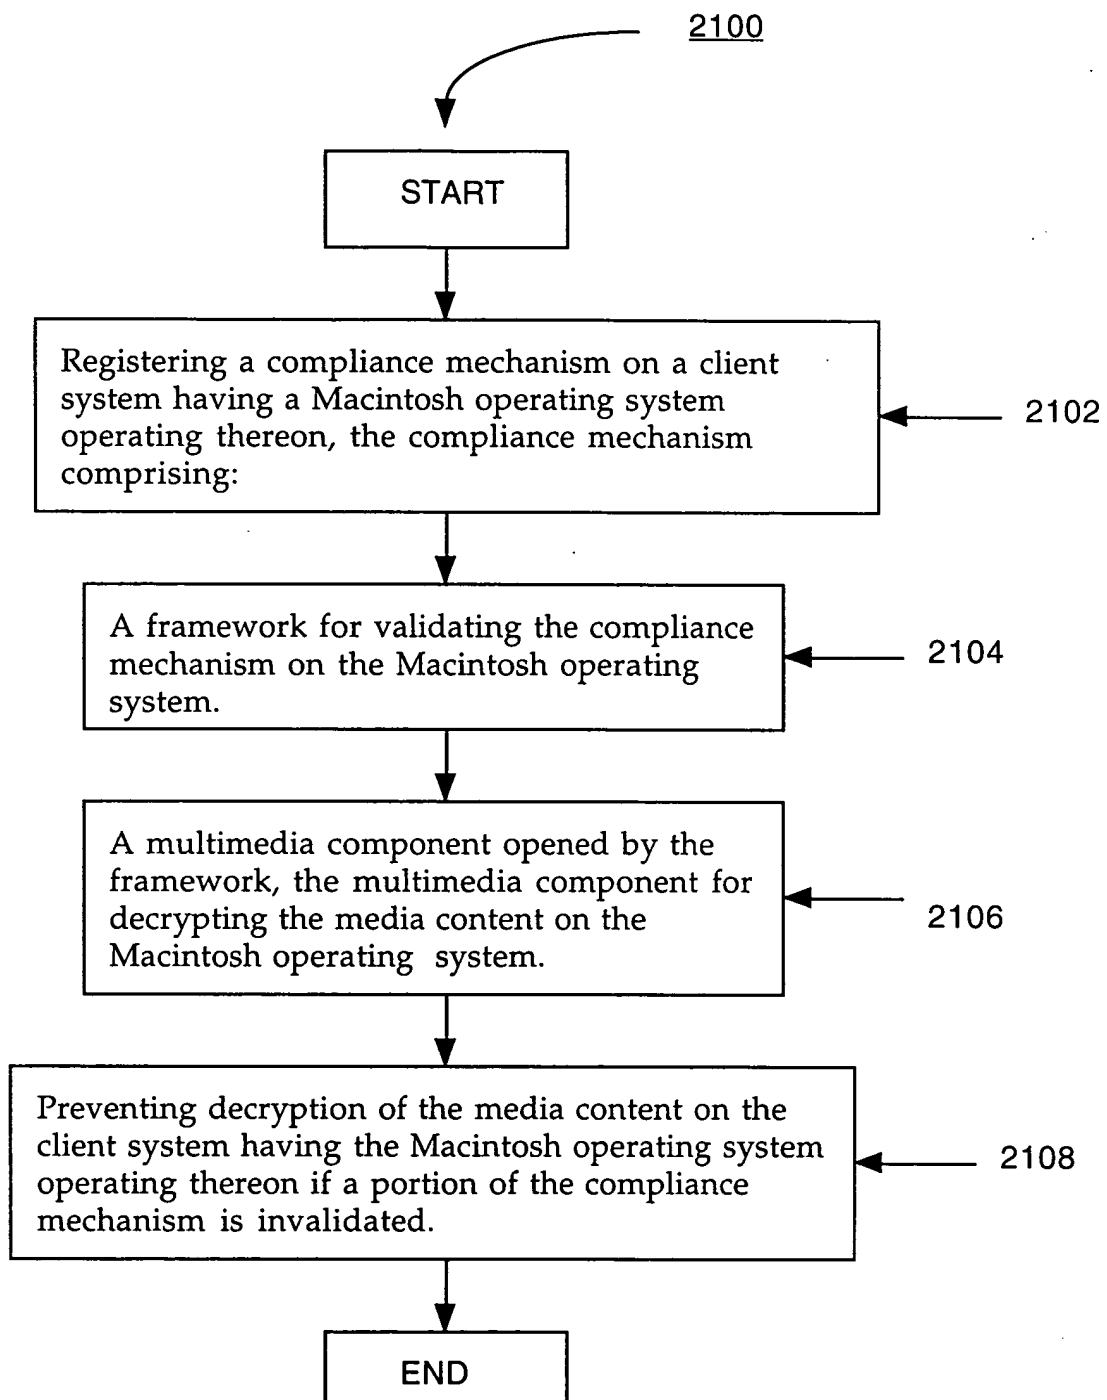 2100
START
Registering a compliance mechanism on a client
system having a Macintosh operating system
operating thereon, the compliance mechanism
comprising:
2102
A framework for validating the compliance
mechanism on the Macintosh operating
system.
2104
A multimedia component opened by the
framework, the multimedia component for
decrypting the media content on the
Macintosh operating system.
2106
Preventing decryption of the media content on the
client system having the Macintosh operating system
operating thereon if a portion of the compliance
mechanism is invalidated.
2108
END